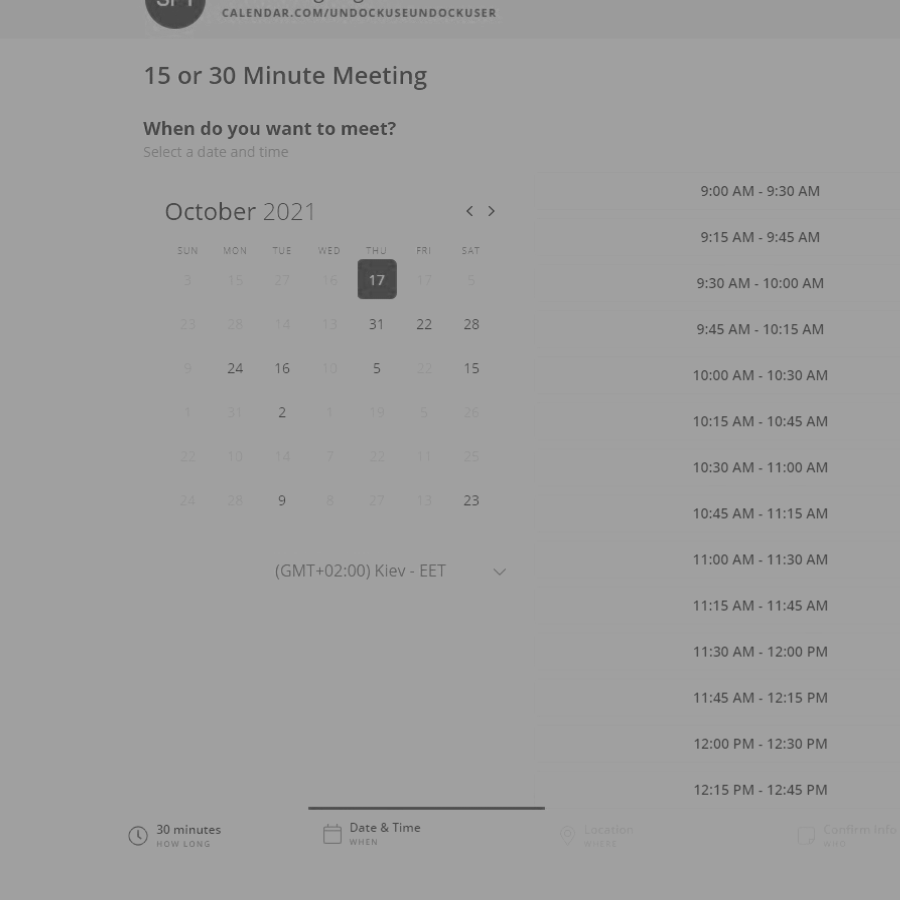 CALENDAR.COM/UNDOCKUSEUNDOCKUSER
15 or 30 Minute Meeting
When do you want to meet?
Select a date and time
October 2021
SUN MON TUE WED THU FRI SAT
3 15 27 16 17 17 5
23 28 14 13 31 22 28
9 24 16 10 5 22 15
1 31 2 1 19 5 26
22 10 14 7 22 11 25
24 28 9 8 27 13 23
(GMT+02:00) Kiev - EET
9:00 AM - 9:30 AM
9:15 AM - 9:45 AM
9:30 AM - 10:00 AM
9:45 AM - 10:15 AM
10:00 AM - 10:30 AM
10:15 AM - 10:45 AM
10:30 AM - 11:00 AM
10:45 AM - 11:15 AM
11:00 AM - 11:30 AM
11:15 AM - 11:45 AM
11:30 AM - 12:00 PM
11:45 AM - 12:15 PM
12:00 PM - 12:30 PM
12:15 PM - 12:45 PM
30 minutes
HOW LONG
Date & Time
WHEN
Location
WHERE
Confirm Info
WHO